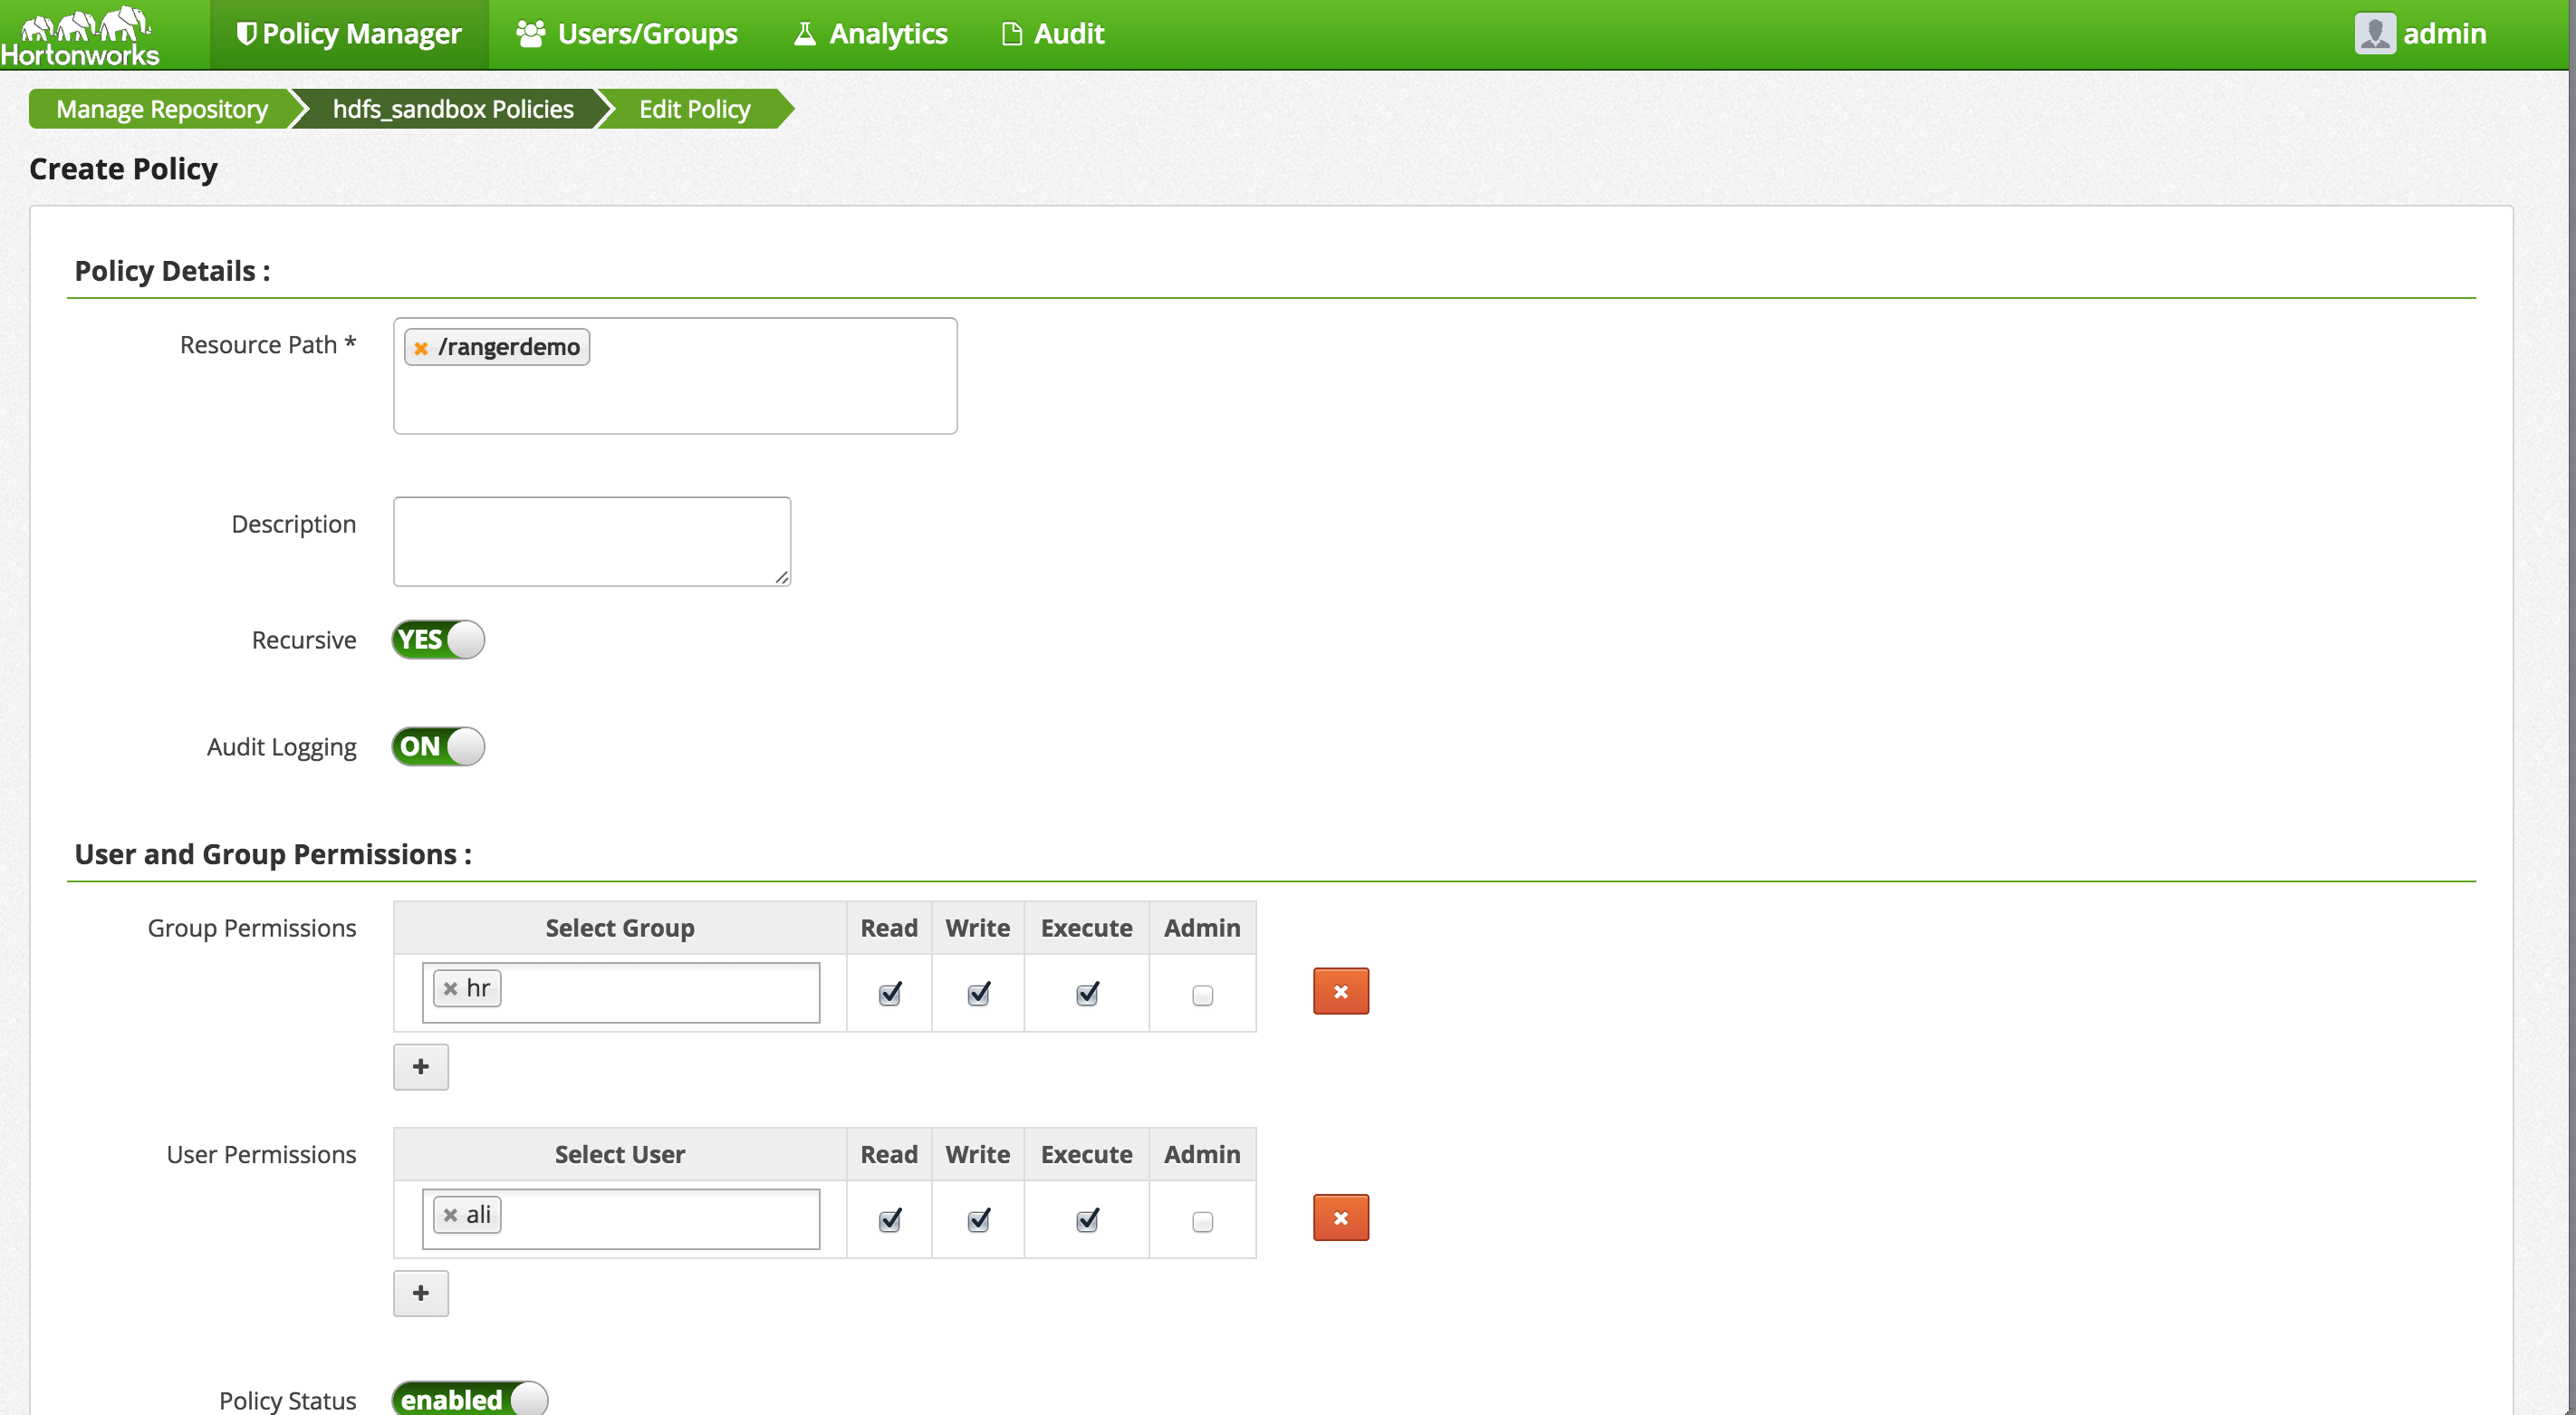 Hortonworks
Policy Manager
Users/Groups
Analytics
Audit
admin
Manage Repository
hdfs_sandbox Policies
Edit Policy
Create Policy
Policy Details :
Resource Path *
/rangerdemo
Description
Recursive
YES
Audit Logging
ON
User and Group Permissions :
Group Permissions
Select Group Read Write Execute Admin
hr
+
User Permissions
Select User Read Write Execute Admin
ali
+
Policy Status
enabled